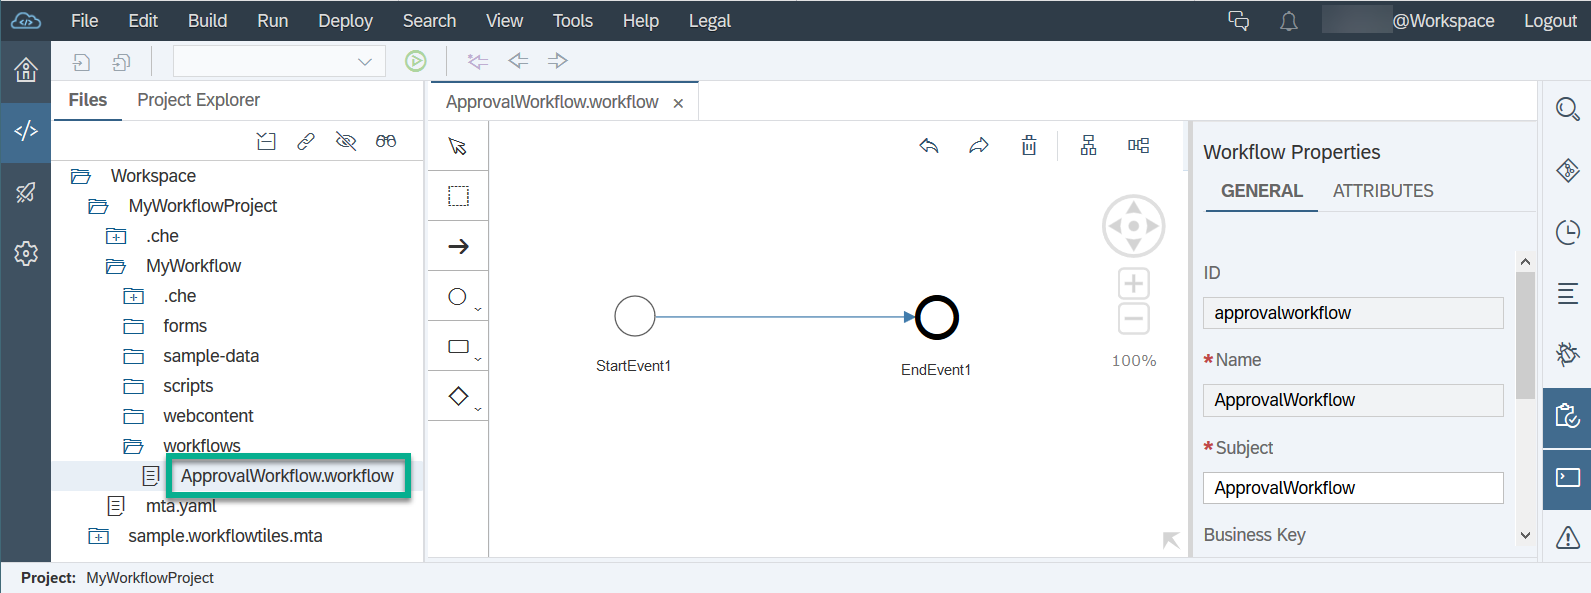 File Edit Build Run Deploy Search View Tools Help Legal @Workspace Logout
Files Project Explorer
Workspace
MyWorkflowProject
.che
MyWorkflow
.che
forms
sample-data
scripts
webcontent
workflows
ApprovalWorkflow.workflow
mta.yaml
sample.workflowtiles.mta
ApprovalWorkflow.workflow ×
StartEvent1
EndEvent1
100%
Workflow Properties
GENERAL ATTRIBUTES
ID
approvalworkflow
*Name
ApprovalWorkflow
*Subject
ApprovalWorkflow
Business Key
Project: MyWorkflowProject